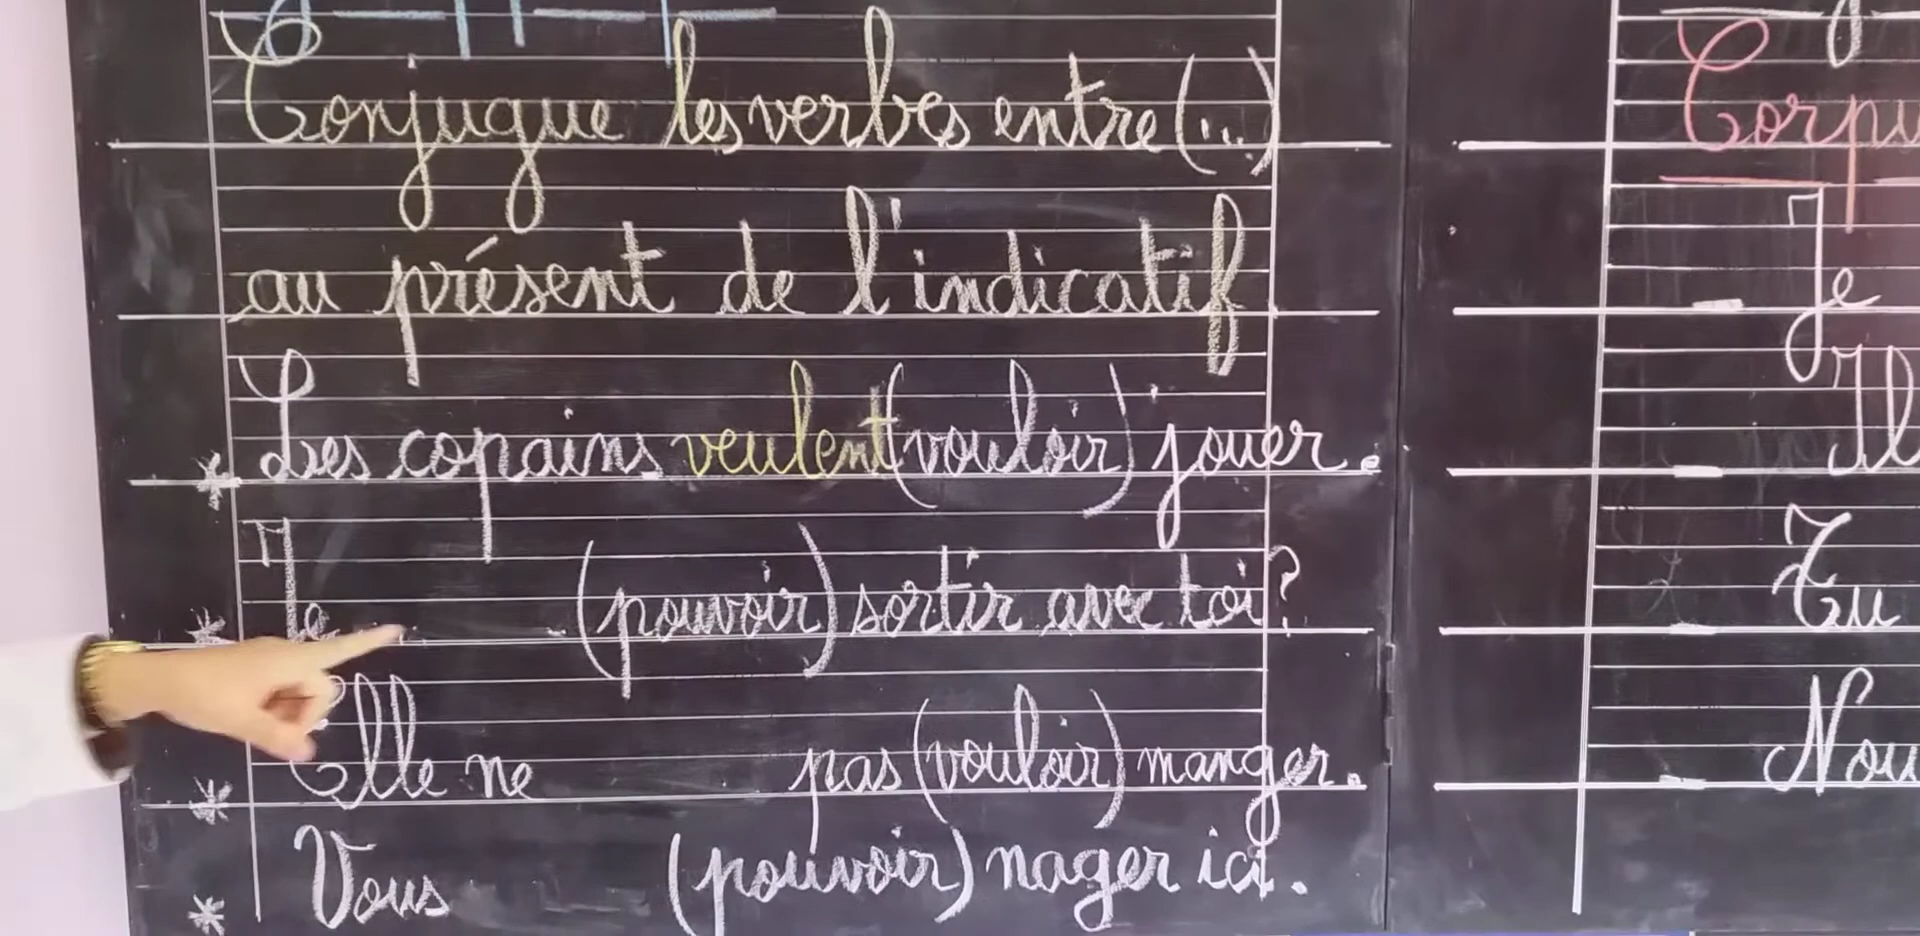 Conjugue les verbes entre (...)
au présent de l'indicatif
* Les copains veulent (vouloir) jouer.
* Je (pouvoir) sortir avec toi?
* Elle ne pas (vouloir) manger.
* Vous (pouvoir) nager ici.
- Je
- Il
- Tu